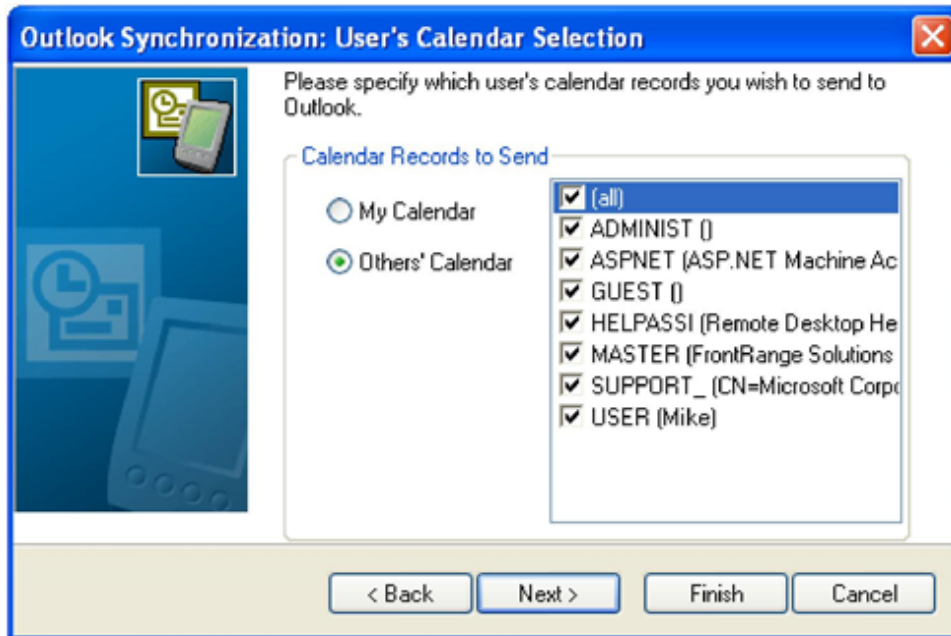 Outlook Synchronization: User's Calendar Selection
Please specify which user's calendar records you wish to send to
Outlook.
Calendar Records to Send
My Calendar
Others' Calendar
(all)
ADMINIST ()
ASPNET (ASP.NET Machine Ac
GUEST ()
HELPASSI (Remote Desktop He
MASTER (FrontRange Solutions
SUPPORT_ (CN=Microsoft Corpo
USER (Mike)
< Back
Next >
Finish
Cancel